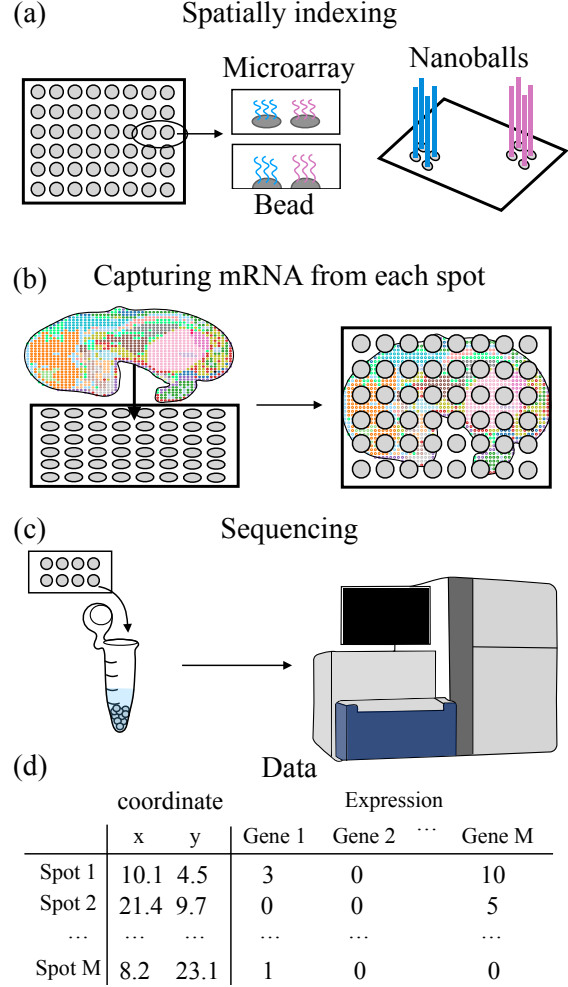 (a) Spatially indexing
Microarray
Nanoballs
Bead
(b) Capturing mRNA from each spot
(c) Sequencing
(d) Data
coordinate Expression
x y Gene 1 Gene 2 ... Gene M
Spot 1 10.1 4.5 3 0 10
Spot 2 21.4 9.7 0 0 5
... ... ... ... ... ...
Spot M 8.2 23.1 1 0 0